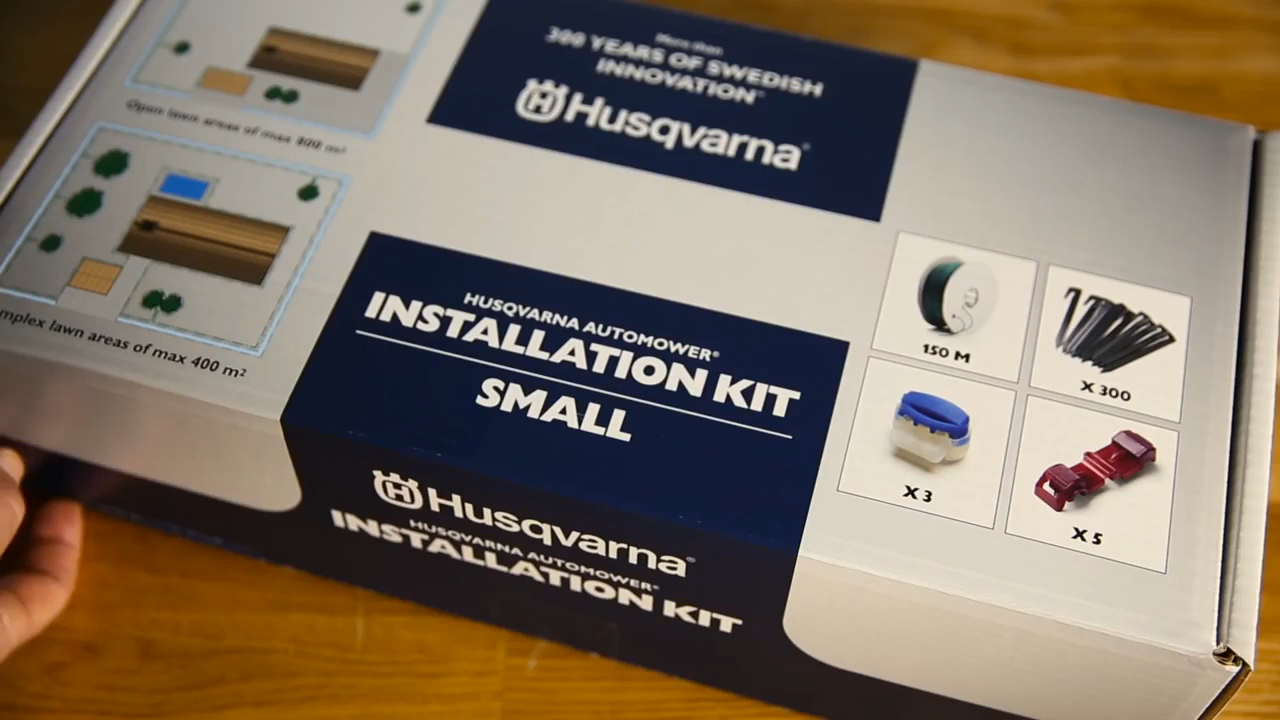 More than
300 YEARS OF SWEDISH
INNOVATION
Husqvarna®
Open lawn areas of max 800 m²
mplex lawn areas of max 400 m²
HUSQVARNA AUTOMOWER®
INSTALLATION KIT
SMALL
150 M
X 300
X 3
X 5
Husqvarna®
HUSQVARNA AUTOMOWER®
INSTALLATION KIT